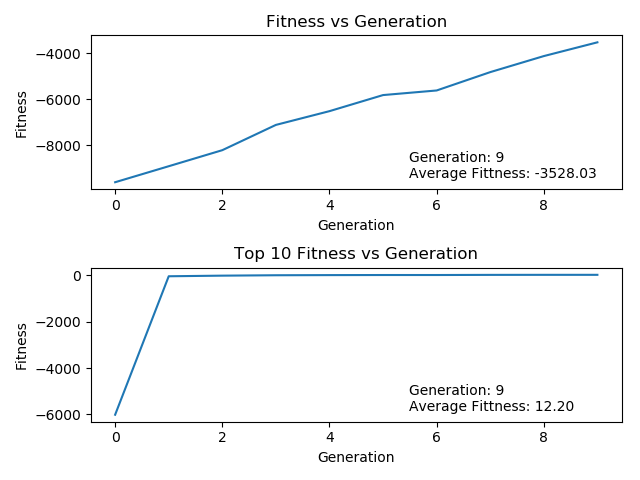 Fitness vs Generation
Fitness
−4000
−6000
−8000
Generation: 9
Average Fittness: -3528.03
0 2 4 6 8
Generation
Top 10 Fitness vs Generation
Fitness
0
−2000
−4000
−6000
Generation: 9
Average Fittness: 12.20
0 2 4 6 8
Generation